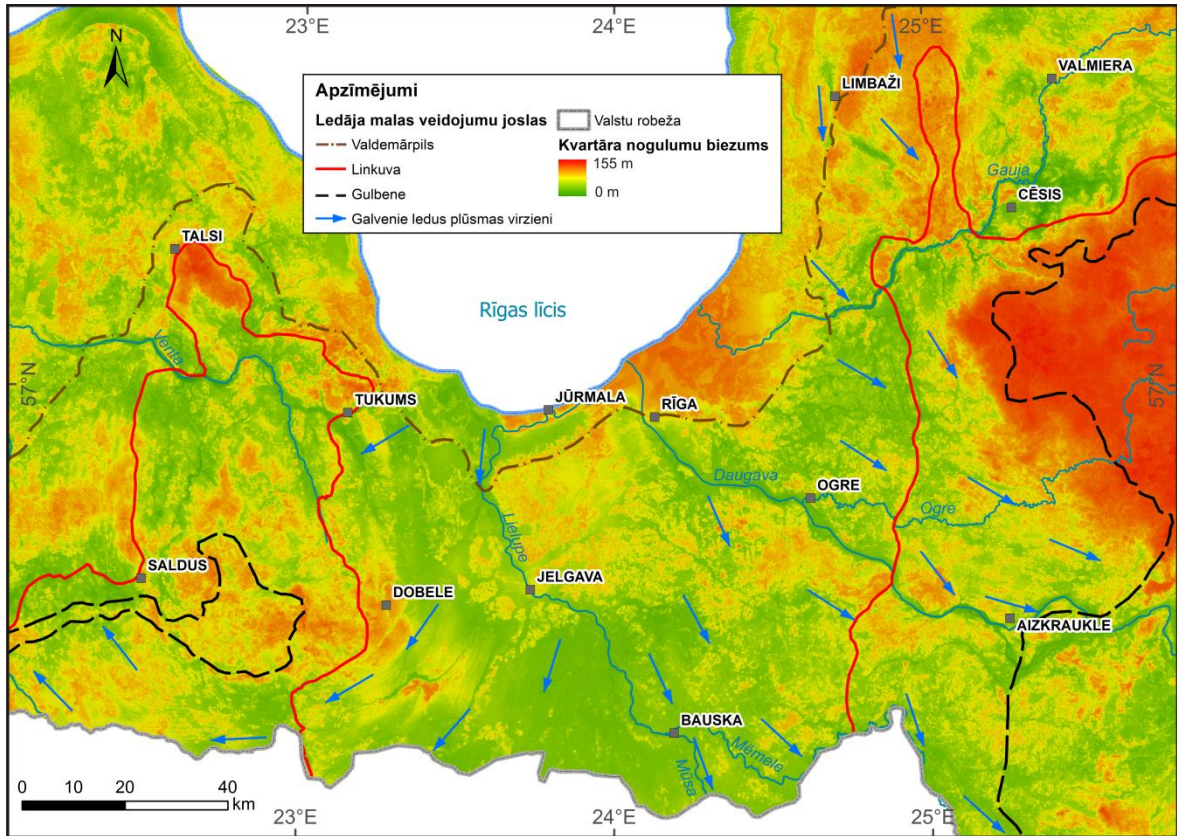 23°E
24°E
25°E
N
Apzīmējumi
Ledāja malas veidojumu joslas
Valdemārpils
Linkuva
Gulbene
Galvenie ledus plūsmas virzieni
Valstu robeža
Kvartāra nogulumu biezums
155 m
0 m
LIMBAŽI
VALMIERA
Gauja
CĒSIS
TALSI
Rīgas līcis
Venta
57°N
57°N
TUKUMS
JŪRMALA
RĪGA
Daugava
OGRE
Ogre
Lielupe
SALDUS
DOBELE
JELGAVA
AIZKRAUKLE
BAUSKA
Mēmele
Mūsa
0 10 20 40
km
23°E
24°E
25°E